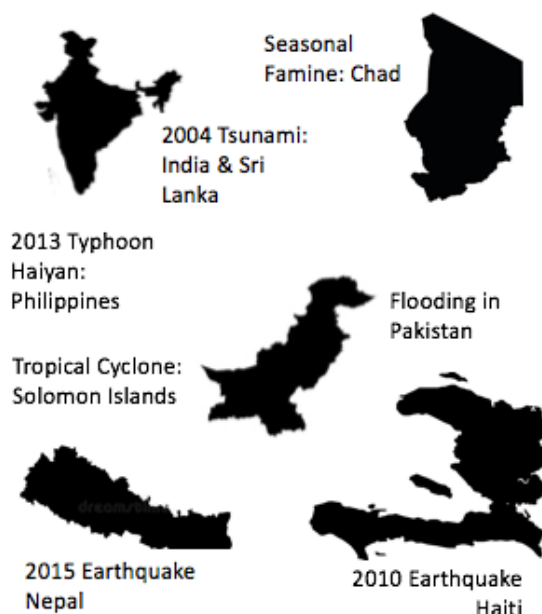 Seasonal
Famine: Chad
2004 Tsunami:
India & Sri
Lanka
2013 Typhoon
Haiyan:
Philippines
Flooding in
Pakistan
Tropical Cyclone:
Solomon Islands
2015 Earthquake
Nepal
2010 Earthquake
Haiti